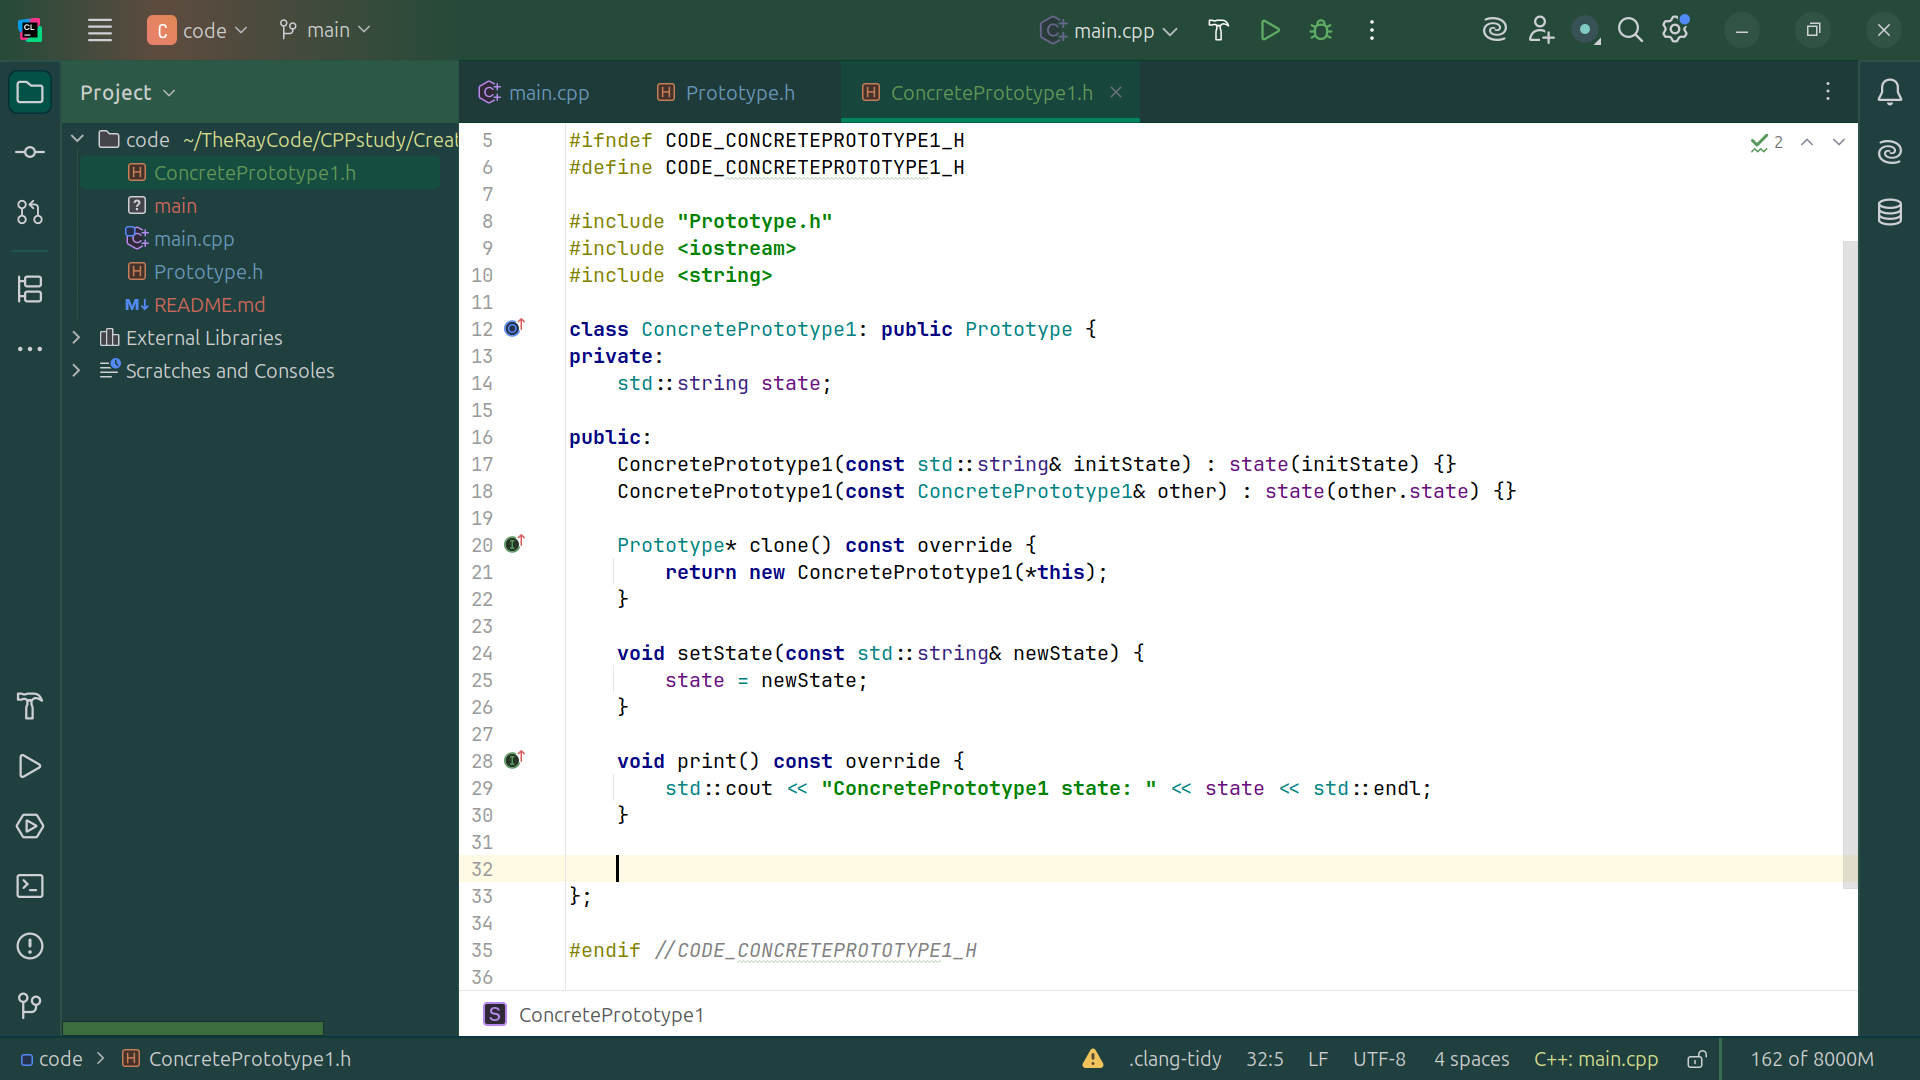 CL
C code main
main.cpp
Project
main.cpp
Prototype.h
ConcretePrototype1.h
code ~/TheRayCode/CPPstudy/Creat
ConcretePrototype1.h
main
main.cpp
Prototype.h
README.md
External Libraries
Scratches and Consoles
2
5 #ifndef CODE_CONCRETEPROTOTYPE1_H
6 #define CODE_CONCRETEPROTOTYPE1_H
7
8 #include "Prototype.h"
9 #include <iostream>
10 #include <string>
11
12 class ConcretePrototype1: public Prototype {
13 private:
14 std::string state;
15
16 public:
17 ConcretePrototype1(const std::string& initState) : state(initState) {}
18 ConcretePrototype1(const ConcretePrototype1& other) : state(other.state) {}
19
20 Prototype* clone() const override {
21 return new ConcretePrototype1(*this);
22 }
23
24 void setState(const std::string& newState) {
25 state = newState;
26 }
27
28 void print() const override {
29 std::cout << "ConcretePrototype1 state: " << state << std::endl;
30 }
31
32
33 };
34
35 #endif //CODE_CONCRETEPROTOTYPE1_H
36
S ConcretePrototype1
code > H ConcretePrototype1.h
.clang-tidy 32:5 LF UTF-8 4 spaces C++: main.cpp 162 of 8000M